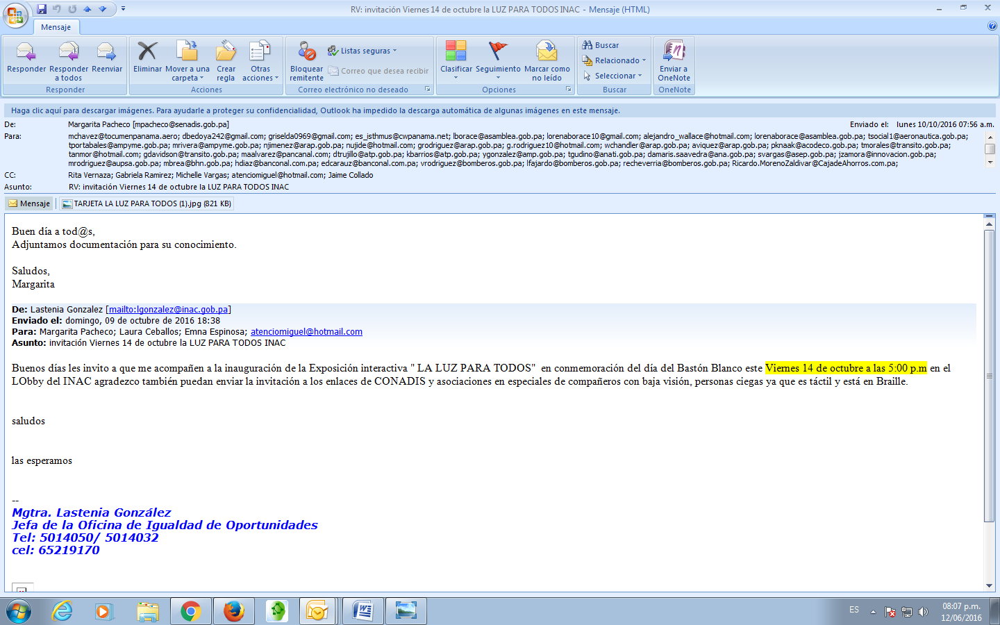 RV: invitación Viernes 14 de octubre la LUZ PARA TODOS INAC - Mensaje (HTML)
Mensaje
Responder
Responder a todos
Reenviar
Responder
Eliminar
Mover a una carpeta
Crear regla
Otras acciones
Acciones
Bloquear remitente
Listas seguras
Correo que desea recibir
Correo electrónico no deseado
Clasificar
Seguimiento
Marcar como no leído
Opciones
Buscar
Relacionado
Seleccionar
Buscar
Enviar a OneNote
OneNote
Haga clic aquí para descargar imágenes. Para ayudarle a proteger su confidencialidad, Outlook ha impedido la descarga automática de algunas imágenes en este mensaje.
De: Margarita Pacheco [mpacheco@senadis.gob.pa] Enviado el: lunes 10/10/2016 07:56 a.m.
Para: mchavez@tocumenpanama.aero; dbedoya242@gmail.com; griselda0969@gmail.com; es_isthmus@cwpanama.net; lborace@asamblea.gob.pa; lorenaborace10@gmail.com; alejandro_wallace@hotmail.com; lorenaborace@asamblea.gob.pa; tsocial1@aeronautica.gob.pa;
tportabales@ampyme.gob.pa; mrivera@ampyme.gob.pa; njimenez@arap.gob.pa; nujide@hotmail.com; grodriguez@arap.gob.pa; g.rodriguez10@hotmail.com; wchandler@arap.gob.pa; aviquez@arap.gob.pa; pknaak@acodeco.gob.pa; tmorales@transito.gob.pa;
tanmor@hotmail.com; gdavidson@transito.gob.pa; maalvarez@pancanal.com; dtrujillo@atp.gob.pa; kbarrios@atp.gob.pa; ygonzalez@amp.gob.pa; tgudino@anati.gob.pa; damaris.saavedra@ana.gob.pa; svargas@asep.gob.pa; jzamora@innovacion.gob.pa;
mrodriguez@aupsa.gob.pa; mbrea@bhn.gob.pa; hdiaz@banconal.com.pa; edcarauz@banconal.com.pa; vrodriguez@bomberos.gob.pa; lfajardo@bomberos.gob.pa; recheverria@bomberos.gob.pa; Ricardo.MorenoZaldivar@CajadeAhorros.com.pa;
CC: Rita Vernaza; Gabriela Ramirez; Michelle Vargas; atenciomiguel@hotmail.com; Jaime Collado
Asunto: RV: invitación Viernes 14 de octubre la LUZ PARA TODOS INAC
Mensaje TARJETA LA LUZ PARA TODOS (1).jpg (821 KB)
Buen día a tod@s,
Adjuntamos documentación para su conocimiento.
Saludos,
Margarita
De: Lastenia Gonzalez [mailto:lgonzalez@inac.gob.pa]
Enviado el: domingo, 09 de octubre de 2016 18:38
Para: Margarita Pacheco; Laura Ceballos; Emna Espinosa; atenciomiguel@hotmail.com
Asunto: invitación Viernes 14 de octubre la LUZ PARA TODOS INAC
Buenos días les invito a que me acompañen a la inauguración de la Exposición interactiva " LA LUZ PARA TODOS"  en conmemoración del día del Bastón Blanco este Viernes 14 de octubre a las 5:00 p.m en el
LObby del INAC agradezco también puedan enviar la invitación a los enlaces de CONADIS y asociaciones en especiales de compañeros con baja visión, personas ciegas ya que es táctil y está en Braille.
saludos
las esperamos
--
Mgtra. Lastenia González
Jefa de la Oficina de Igualdad de Oportunidades
Tel: 5014050/ 5014032
cel: 65219170
ES
08:07 p.m.
12/06/2016